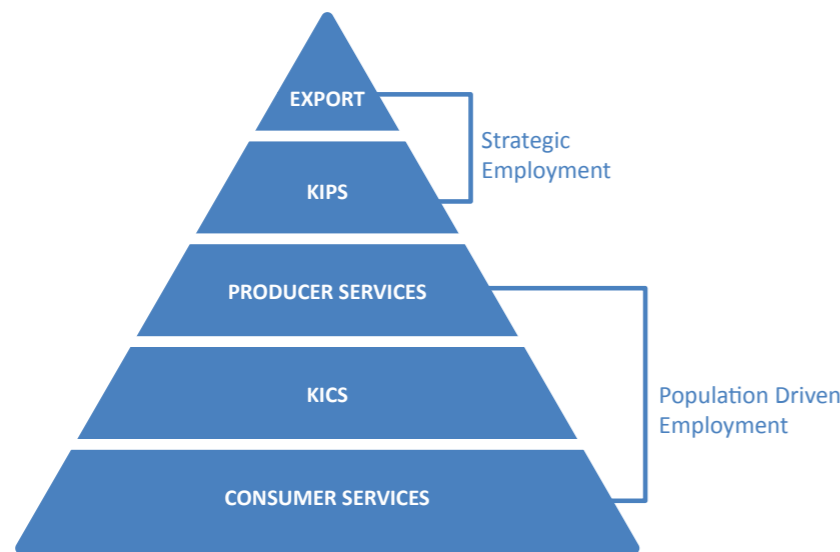 EXPORT
Strategic
Employment
KIPS
PRODUCER SERVICES
KICS
Population Driven
Employment
CONSUMER SERVICES